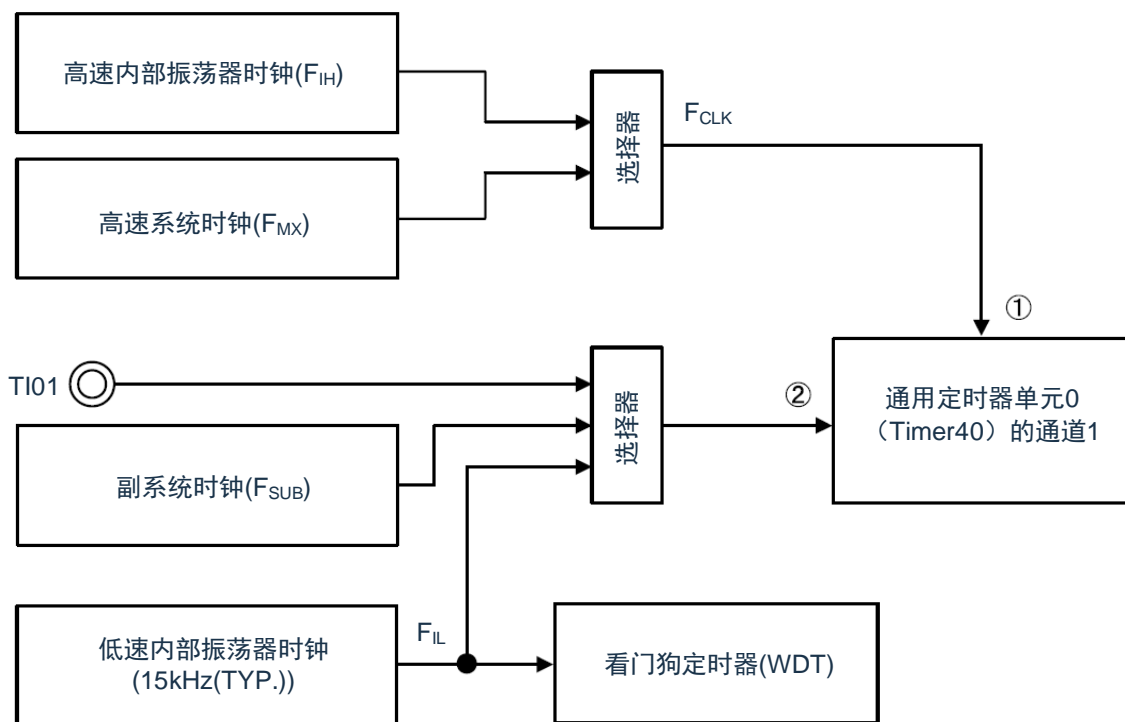 高速内部振荡器时钟(FIH)
选择器
FCLK
高速系统时钟(FMX)
①
TI01
选择器
②
通用定时器单元0
（Timer40）的通道1
副系统时钟(FSUB)
低速内部振荡器时钟
(15kHz(TYP.))
FIL
看门狗定时器(WDT)